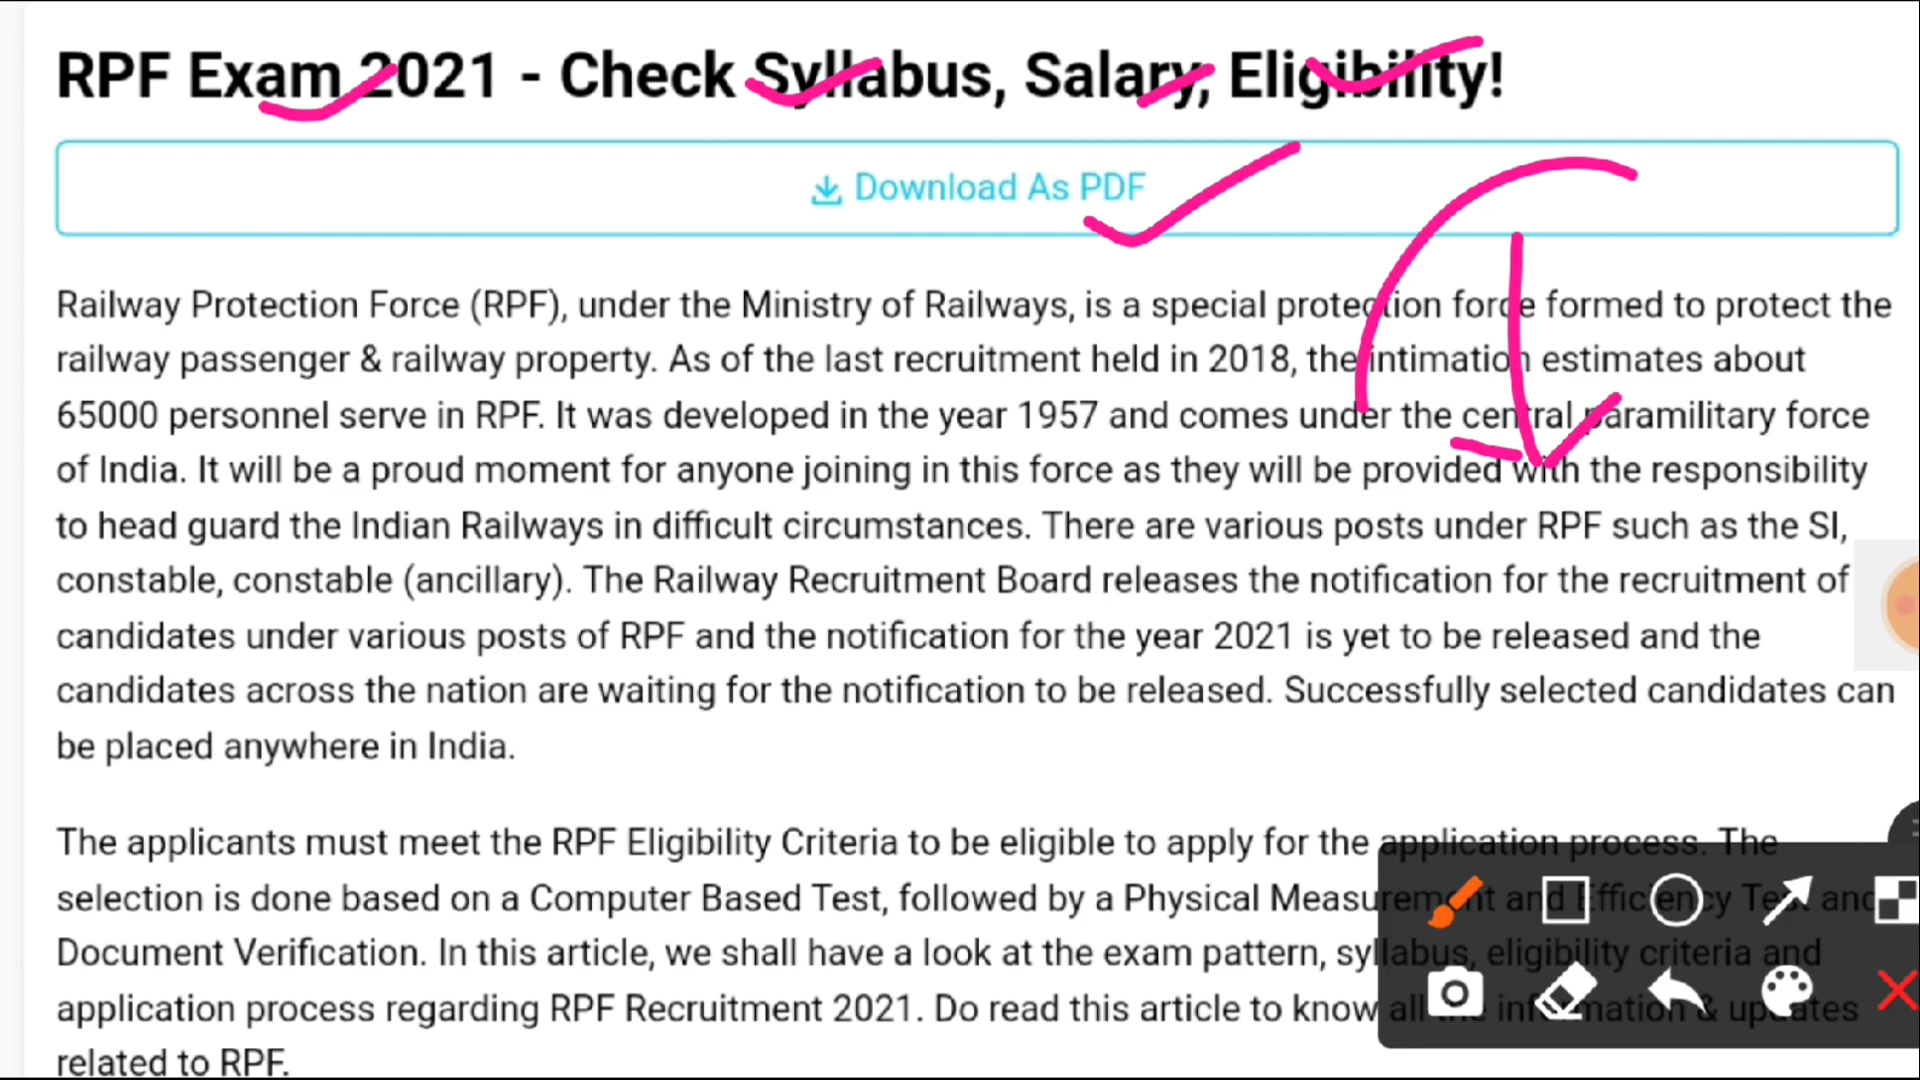 RPF Exam 2021 - Check Syllabus, Salary, Eligibility!
Download As PDF
Railway Protection Force (RPF), under the Ministry of Railways, is a special protection force formed to protect the
railway passenger & railway property. As of the last recruitment held in 2018, the intimation estimates about
65000 personnel serve in RPF. It was developed in the year 1957 and comes under the central paramilitary force
of India. It will be a proud moment for anyone joining in this force as they will be provided with the responsibility
to head guard the Indian Railways in difficult circumstances. There are various posts under RPF such as the SI,
constable, constable (ancillary). The Railway Recruitment Board releases the notification for the recruitment of
candidates under various posts of RPF and the notification for the year 2021 is yet to be released and the
candidates across the nation are waiting for the notification to be released. Successfully selected candidates can
be placed anywhere in India.
The applicants must meet the RPF Eligibility Criteria to be eligible to apply for the application process. The
selection is done based on a Computer Based Test, followed by a Physical Measurement and Efficiency Test and
Document Verification. In this article, we shall have a look at the exam pattern, syllabus, eligibility criteria and
application process regarding RPF Recruitment 2021. Do read this article to know all the information & updates
related to RPF.